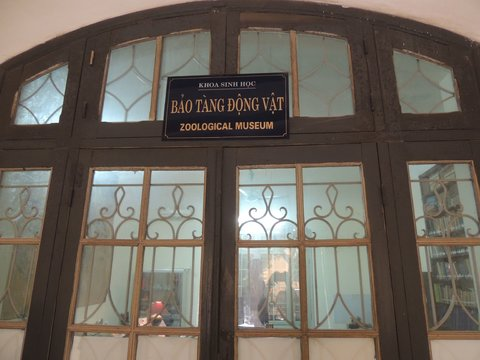 KHOA SINH HỌC
BẢO TÀNG ĐỘNG VẬT
ZOOLOGICAL MUSEUM